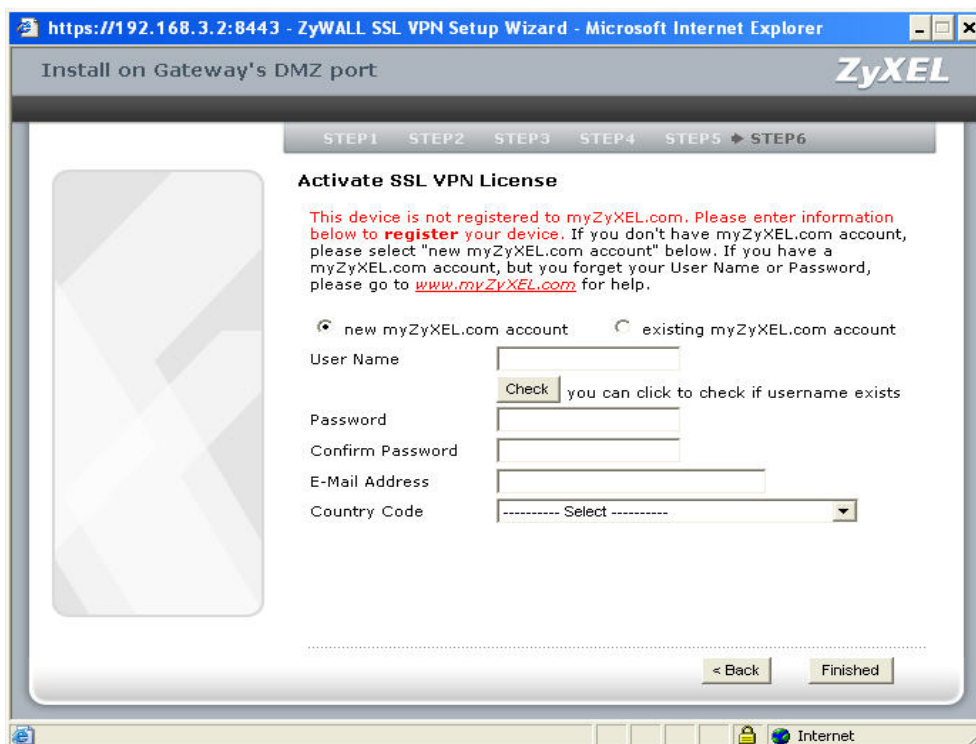 https://192.168.3.2:8443 - ZyWALL SSL VPN Setup Wizard - Microsoft Internet Explorer
Install on Gateway's DMZ port
ZyXEL
STEP1 STEP2 STEP3 STEP4 STEP5 STEP6
Activate SSL VPN License
This device is not registered to myZyXEL.com. Please enter information
below to register your device. If you don't have myZyXEL.com account,
please select "new myZyXEL.com account" below. If you have a
myZyXEL.com account, but you forget your User Name or Password,
please go to www.myZyXEL.com for help.
new myZyXEL.com account existing myZyXEL.com account
User Name
Check you can click to check if username exists
Password
Confirm Password
E-Mail Address
Country Code ---------- Select ----------
< Back Finished
Internet